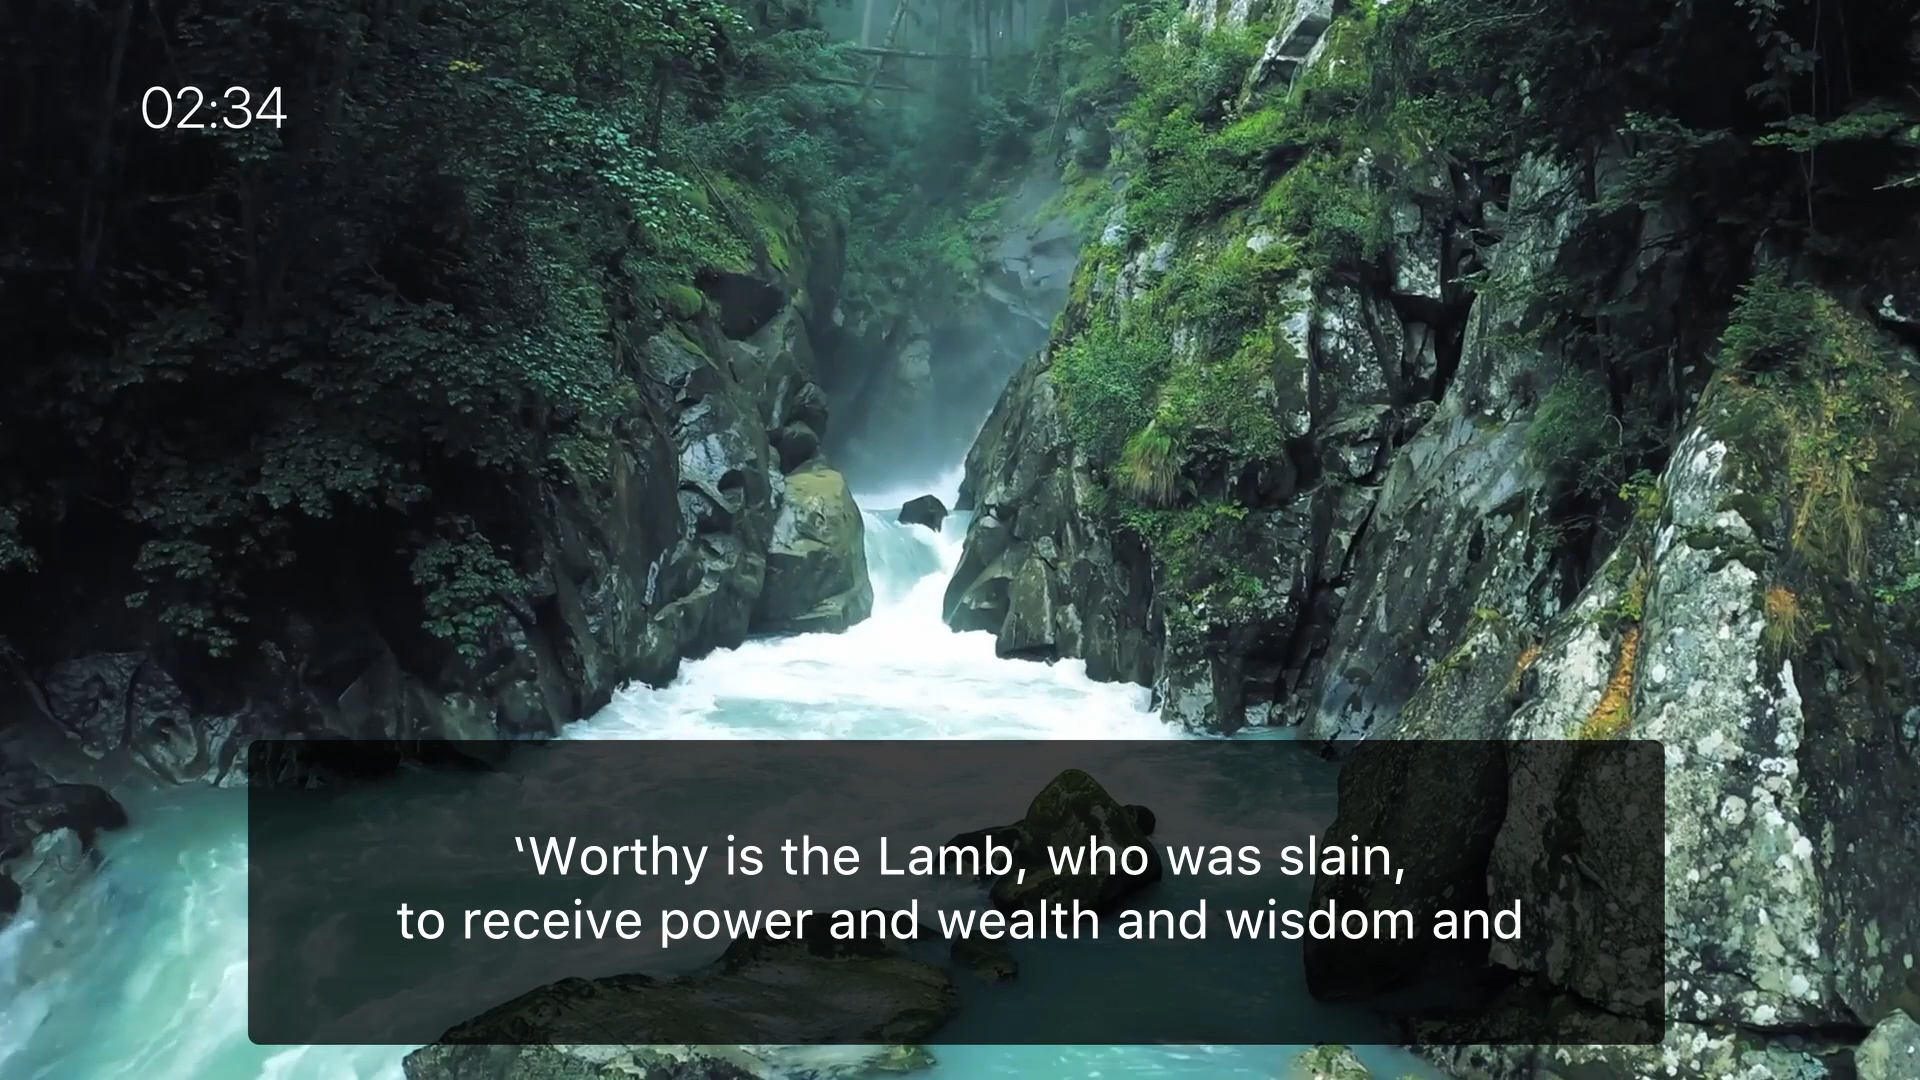 02:34
‘Worthy is the Lamb, who was slain,
to receive power and wealth and wisdom and